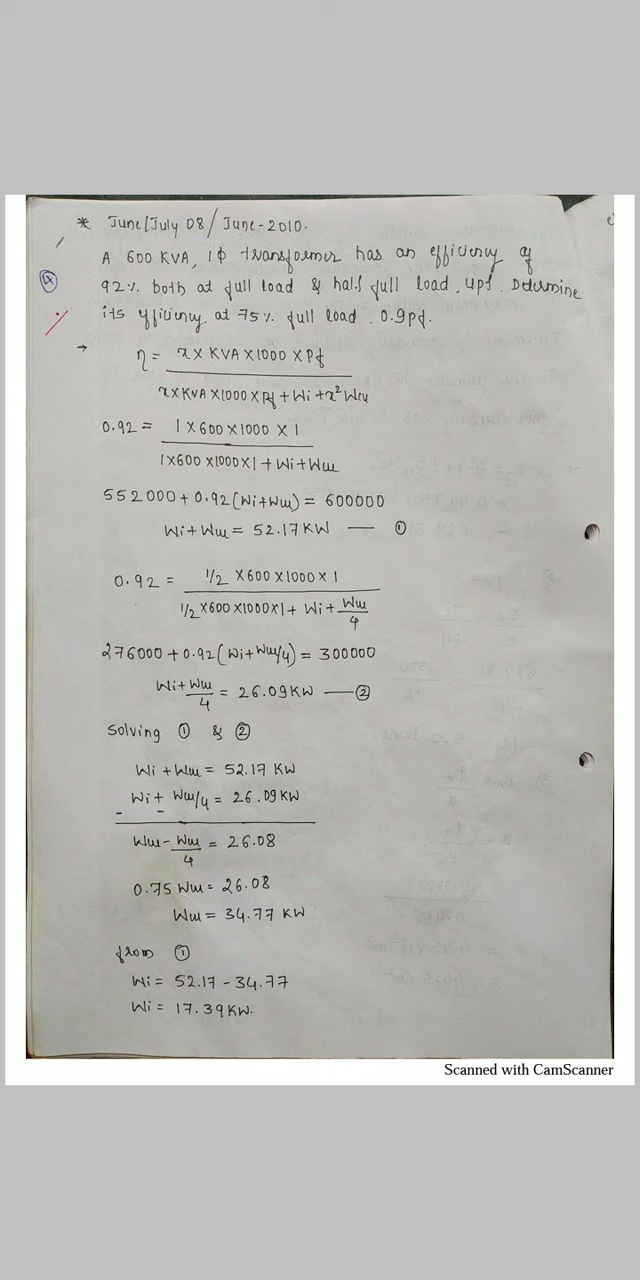 * June/July 08/ June-2010.
A 600 KVA, 1ɸ transformer has an efficiency of
92% both at full load & half full load, upf. Determine
its efficiency at 75% full load. 0.9pf.
→ η = x × KVA × 1000 × Pf / x × KVA × 1000 × Pf + Wi + x² Wcu
0.92 = 1 × 600 × 1000 × 1 / 1 × 600 × 1000 × 1 + Wi + Wcu
552000 + 0.92 (Wi + Wcu) = 600000
Wi + Wcu = 52.17 KW — ①
0.92 = 1/2 × 600 × 1000 × 1 / 1/2 × 600 × 1000 × 1 + Wi + Wcu/4
276000 + 0.92 (Wi + Wcu/4) = 300000
Wi + Wcu/4 = 26.09 KW — ②
Solving ① & ②
Wi + Wcu = 52.17 KW
Wi + Wcu/4 = 26.09 KW
- -
Wcu - Wcu/4 = 26.08
0.75 Wcu = 26.08
Wcu = 34.77 KW
from ①
Wi = 52.17 - 34.77
Wi = 17.39 KW.
Scanned with CamScanner